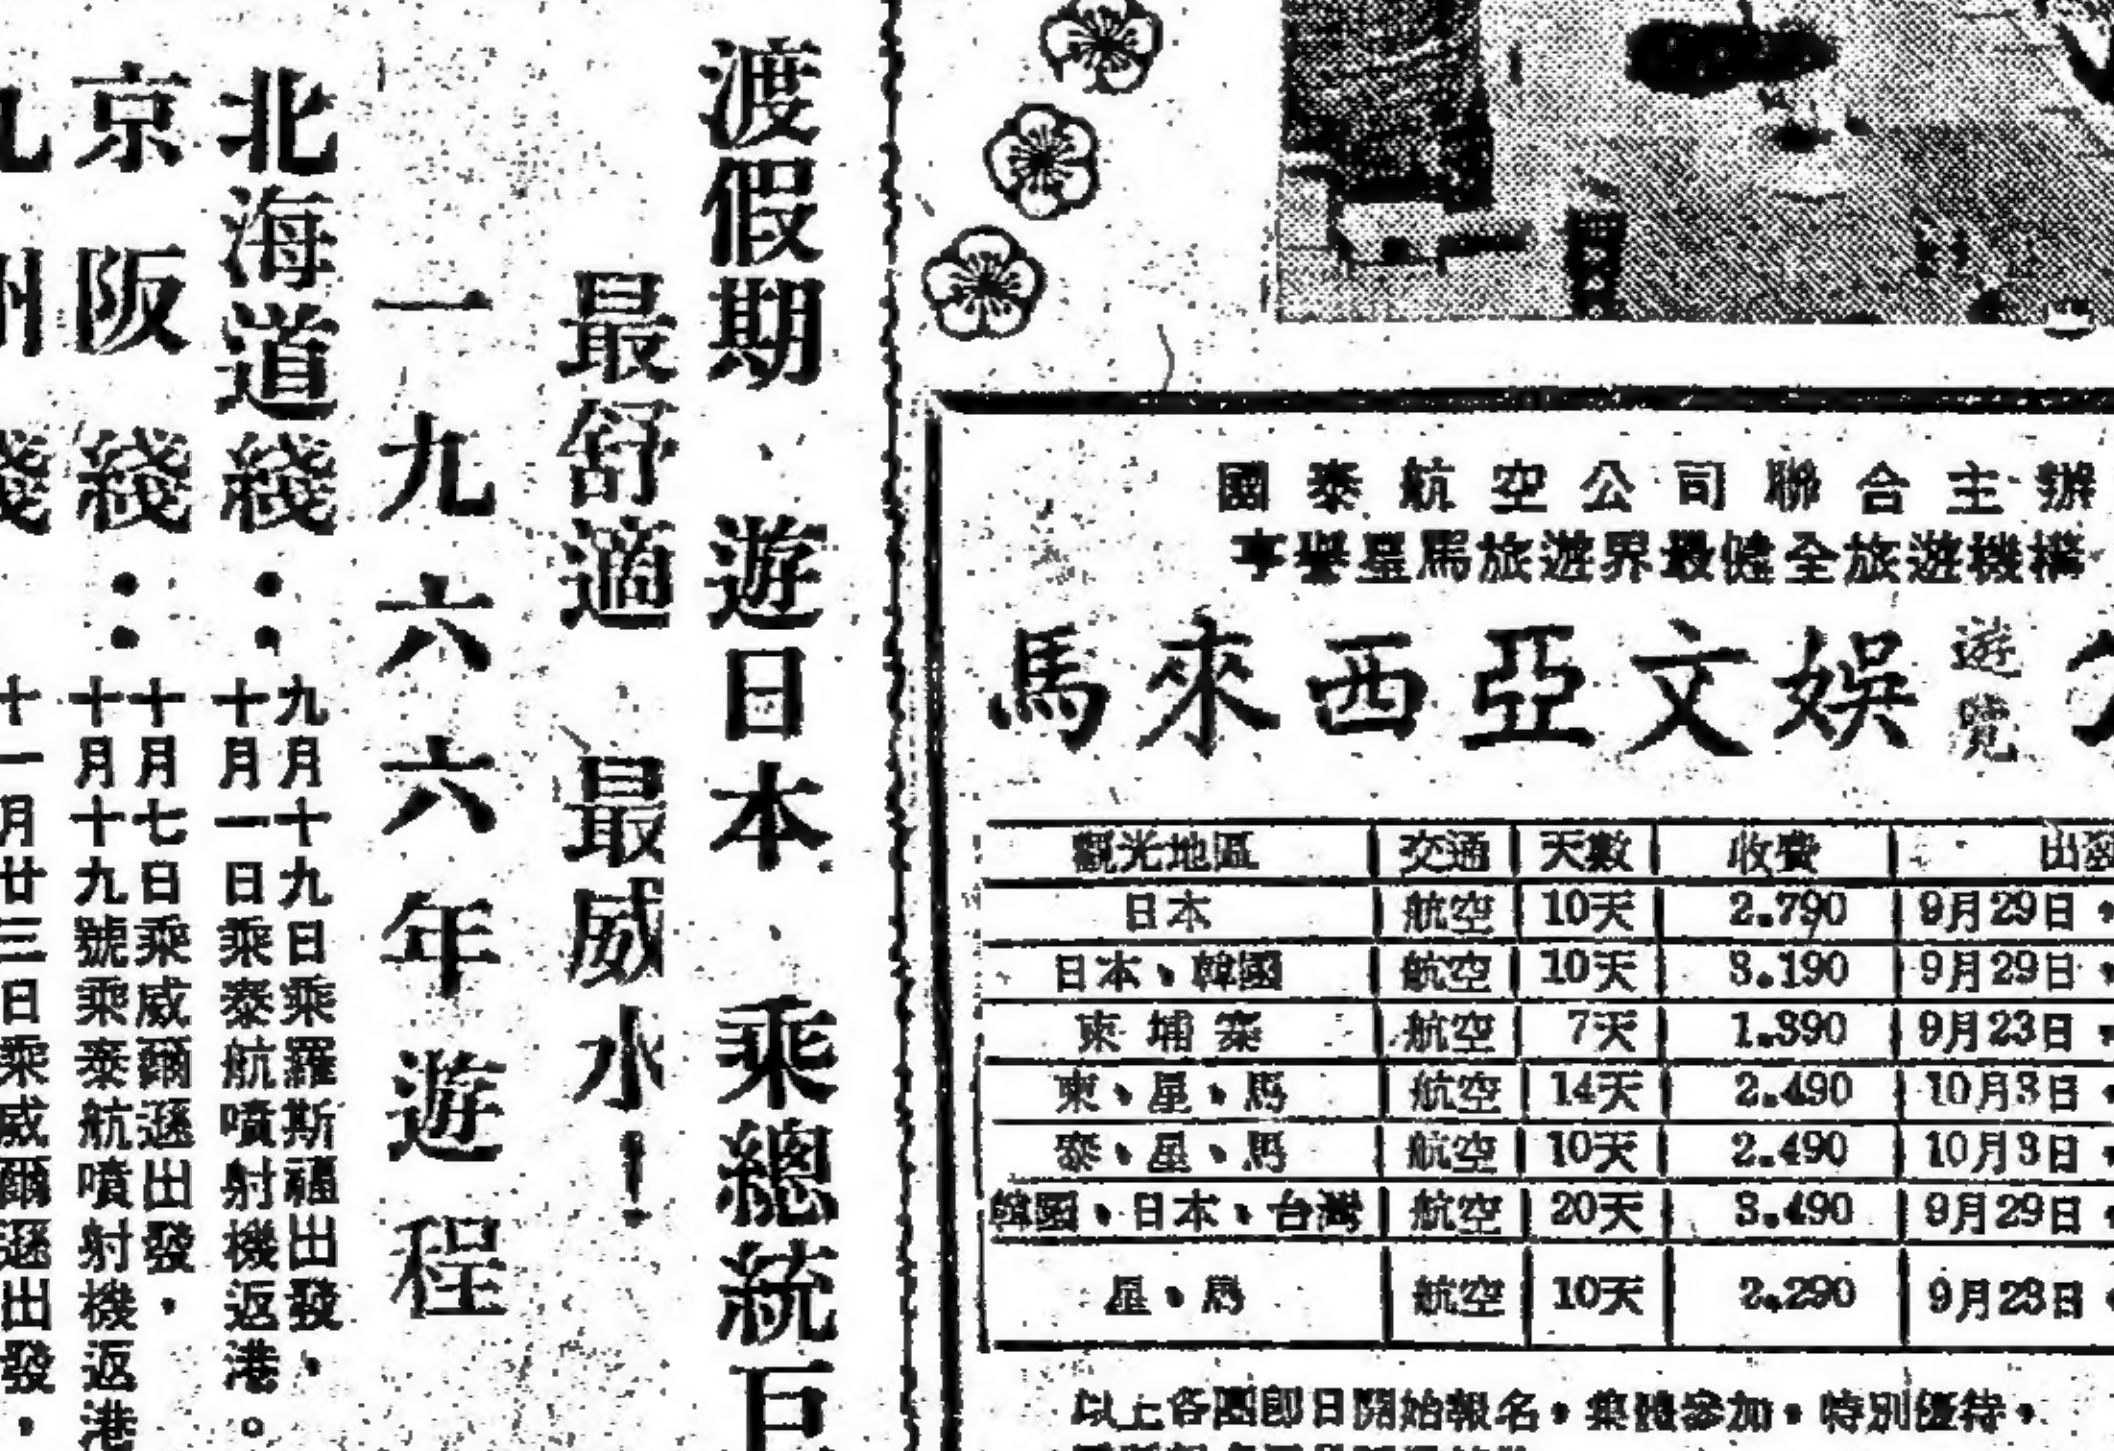 渡假期、遊日本、乘總統巨
最舒適 最威水！
一九六六年遊程
北海道綫：
九月十九日乘羅斯福出發，
十月一日乘泰航噴射機返港。
京阪綫：
十月七日乘威爾遜出發，
十月十九號乘泰航噴射機返港
九州綫
十一月廿三日乘威爾遜出發，
國泰航空公司聯合主辦
享譽星馬旅遊界最健全旅遊機構
馬來西亞文娛遊覽
觀光地區 交通 天數 收費 出發
日本 航空 10天 2.790 9月29日，
日本、韓國 航空 10天 3.190 9月29日，
柬埔寨 航空 7天 1.390 9月23日，
柬、星、馬 航空 14天 2.490 10月3日，
泰、星、馬 航空 10天 2.490 10月3日，
韓國、日本、台灣 航空 20天 3.490 9月29日，
星、馬 航空 10天 2.290 9月23日，
以上各團即日開始報名，集體參加，特別優待，